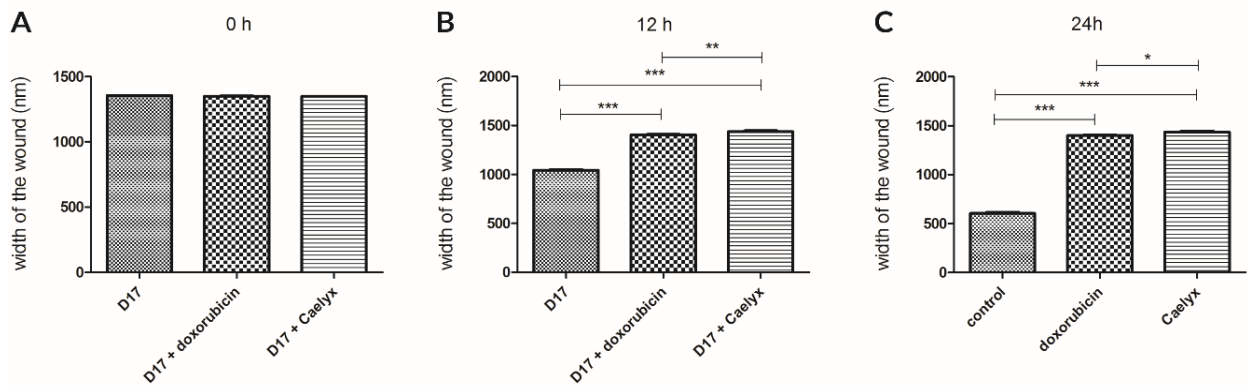 A
0 h
width of the wound (nm)
1500
1000
500
0
D17
D17 + doxorubicin
D17 + Caelyx
B
12 h
**
***
***
width of the wound (nm)
2000
1500
1000
500
0
D17
D17 + doxorubicin
D17 + Caelyx
C
24h
*
***
***
width of the wound (nm)
2000
1500
1000
500
0
control
doxorubicin
Caelyx